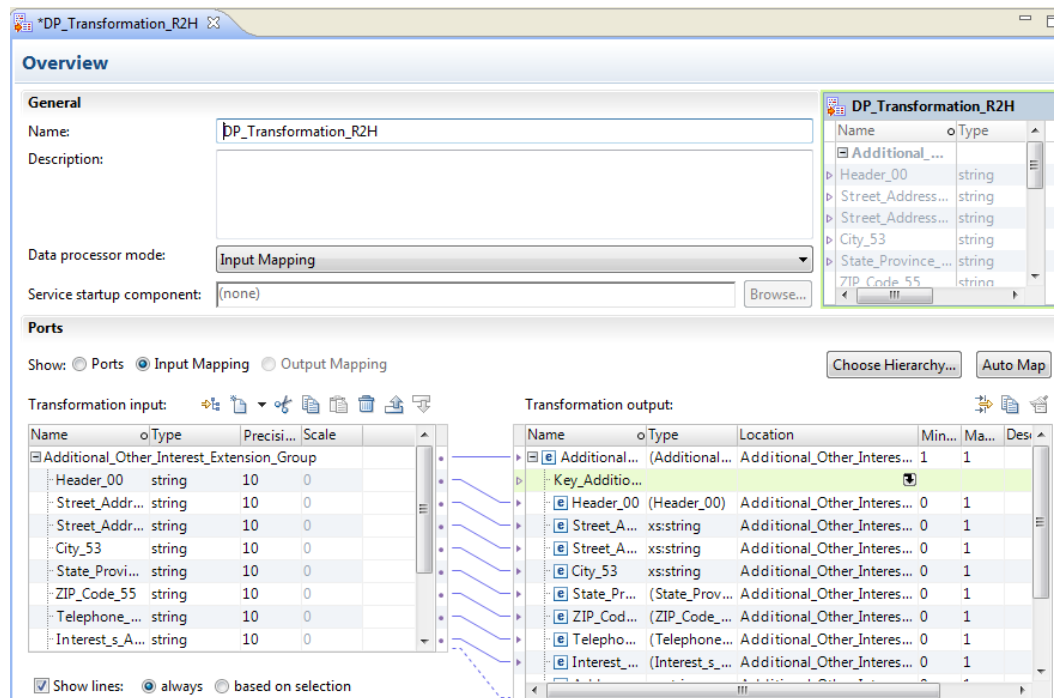 *DP_Transformation_R2H
Overview
General
Name: DP_Transformation_R2H
Description:
Data processor mode: Input Mapping
Service startup component: (none) Browse...
DP_Transformation_R2H
Name Type
Additional_...
Header_00 string
Street_Address... string
Street_Address... string
City_53 string
State_Province_... string
ZIP_Code_55 string
Ports
Show: Ports Input Mapping Output Mapping Choose Hierarchy... Auto Map
Transformation input:
Name Type Precisi... Scale
Additional_Other_Interest_Extension_Group
Header_00 string 10 0
Street_Addr... string 10 0
Street_Addr... string 10 0
City_53 string 10 0
State_Provi... string 10 0
ZIP_Code_55 string 10 0
Telephone_... string 10 0
Interest_s_A... string 10 0
Show lines: always based on selection
Transformation output:
Name Type Location Min... Ma... Des
Additional... (Additional... Additional_Other_Interes... 1 1
Key_Additio...
Header_00 (Header_00) Additional_Other_Interes... 0 1
Street_A... xs:string Additional_Other_Interes... 0 1
Street_A... xs:string Additional_Other_Interes... 0 1
City_53 xs:string Additional_Other_Interes... 0 1
State_Pr... (State_Prov... Additional_Other_Interes... 0 1
ZIP_Cod... (ZIP_Code_... Additional_Other_Interes... 0 1
Telepho... (Telephone... Additional_Other_Interes... 0 1
Interest_... (Interest_s_... Additional_Other_Interes... 0 1